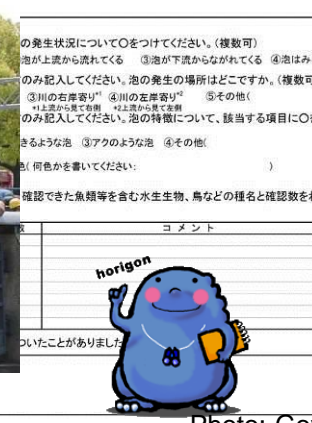 の発生状況について○をつけてください。(複数可)
泡が上流から流れてくる ③泡が下流からながれてくる ④泡はみ
のみ記入してください。泡の発生の場所はどこですか。(複数可
③川の右岸寄り*1 ④川の左岸寄り*2 ⑤その他(
*1上流から見て右側 *2上流から見て左側
のみ記入してください。泡の特徴について、該当する項目に○を
きるような泡 ③アクのような泡 ④その他(
色( 何色かを書いてください: )
確認できた魚類等を含む水生生物、鳥などの種名と確認数をお
数 コメント
horigon
ついたことがありました
Photo: Gov